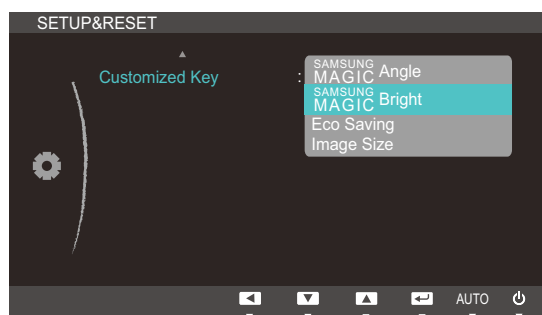 SETUP&RESET
Customized Key : SAMSUNG MAGIC Angle
SAMSUNG MAGIC Bright
Eco Saving
Image Size
AUTO